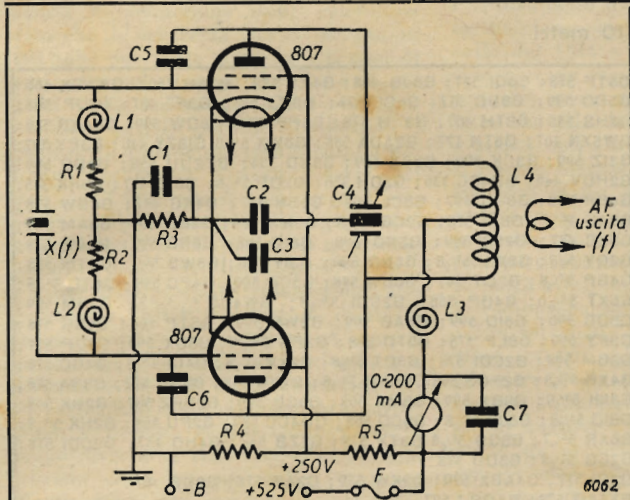 C5
807
L1
R1
C1
R3
C2
C3
C4
L4
AF
uscita
(f)
X(f)
R2
L2
L3
807
C6
0-200
mA
C7
R4
R5
+250V
F
-B
+525V
6062